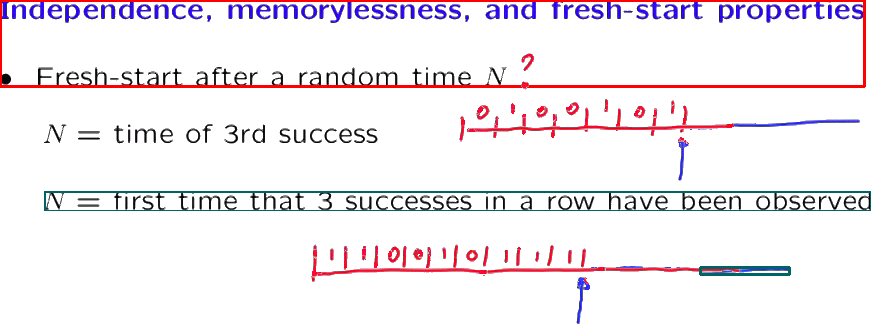 Independence, memorylessness, and fresh-start properties
• Fresh-start after a random time N ?
0 1 0 0 1 0 1
N = time of 3rd success
N = first time that 3 successes in a row have been observed
1 1 0 0 1 0 1 1 1